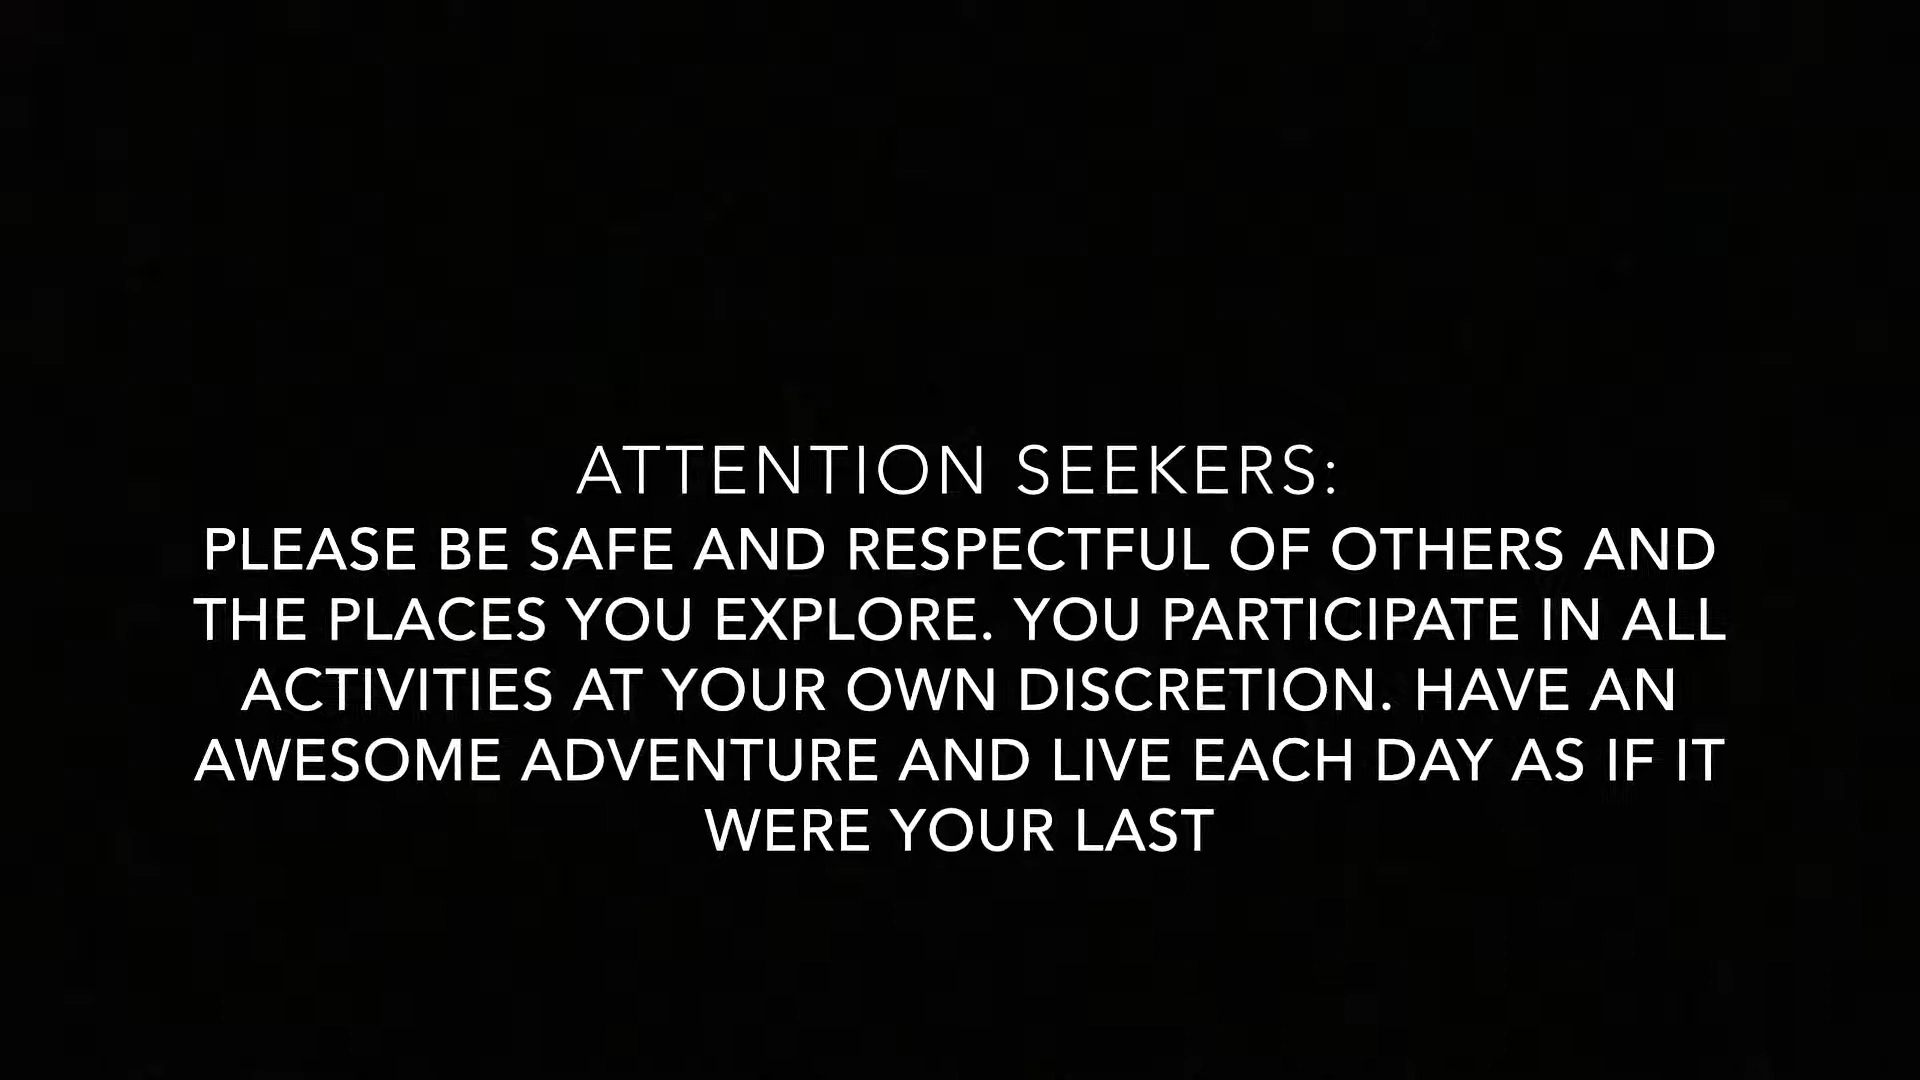 ATTENTION SEEKERS:
PLEASE BE SAFE AND RESPECTFUL OF OTHERS AND
THE PLACES YOU EXPLORE. YOU PARTICIPATE IN ALL
ACTIVITIES AT YOUR OWN DISCRETION. HAVE AN
AWESOME ADVENTURE AND LIVE EACH DAY AS IF IT
WERE YOUR LAST